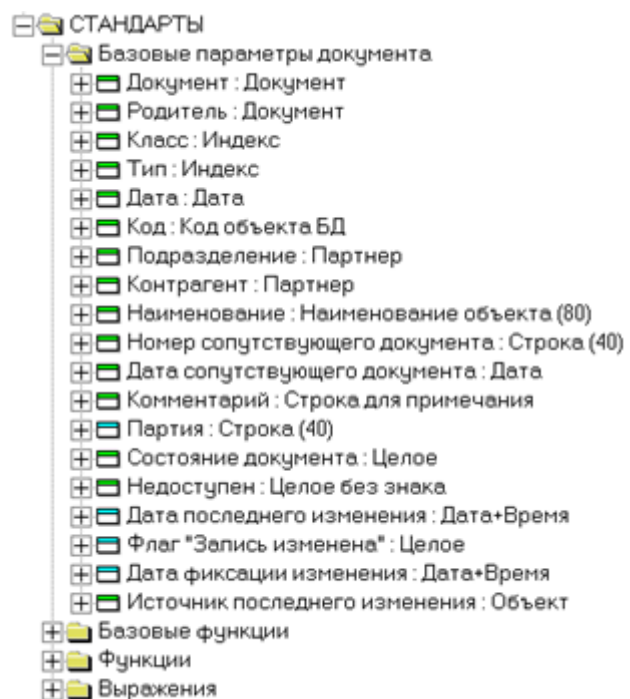 СТАНДАРТЫ
Базовые параметры документа
Документ : Документ
Родитель : Документ
Класс : Индекс
Тип : Индекс
Дата : Дата
Код : Код объекта БД
Подразделение : Партнер
Контрагент : Партнер
Наименование : Наименование объекта (80)
Номер сопутствующего документа : Строка (40)
Дата сопутствующего документа : Дата
Комментарий : Строка для примечания
Партия : Строка (40)
Состояние документа : Целое
Недоступен : Целое без знака
Дата последнего изменения : Дата+Время
Флаг "Запись изменена" : Целое
Дата фиксации изменения : Дата+Время
Источник последнего изменения : Объект
Базовые функции
Функции
Выражения